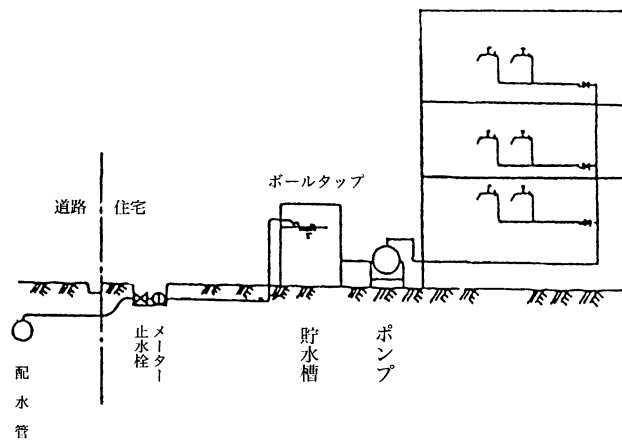 ボールタップ
道路
住宅
止水栓
メーター
貯水槽
ポンプ
配水管